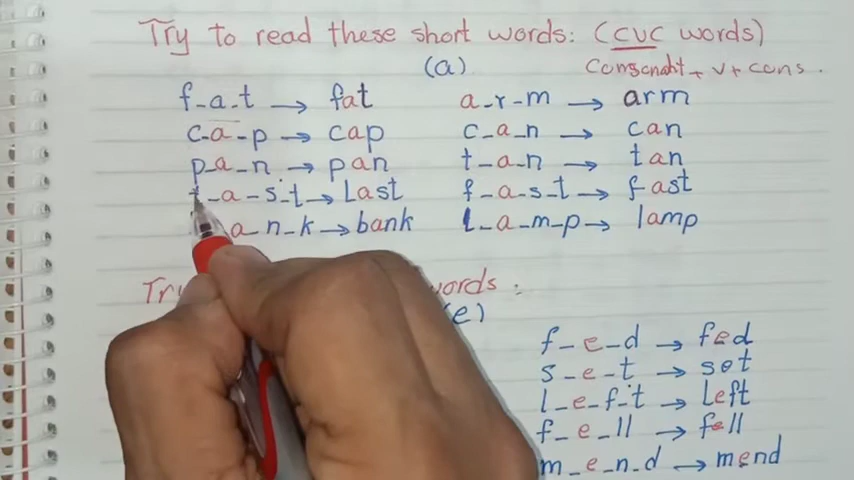 Try to read these short words: (CVC words)
(a) Consonant + v + cons.
f-a-t → fat a-r-m → arm
c-a-p → cap c-a-n → can
p-a-n → pan t-a-n → tan
-a-s-t → Last f-a-s-t → fast
a-n-k → bank l-a-m-p → lamp
Try words:
(e)
f-e-d → fed
s-e-t → set
l-e-f-t → Left
f-e-ll → fell
m-e-n-d → mend